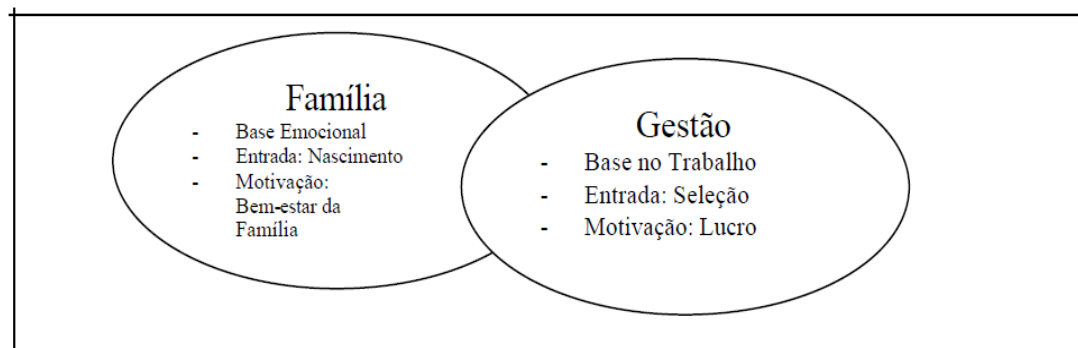 Família
- Base Emocional
- Entrada: Nascimento
- Motivação:
Bem-estar da
Família
Gestão
- Base no Trabalho
- Entrada: Seleção
- Motivação: Lucro